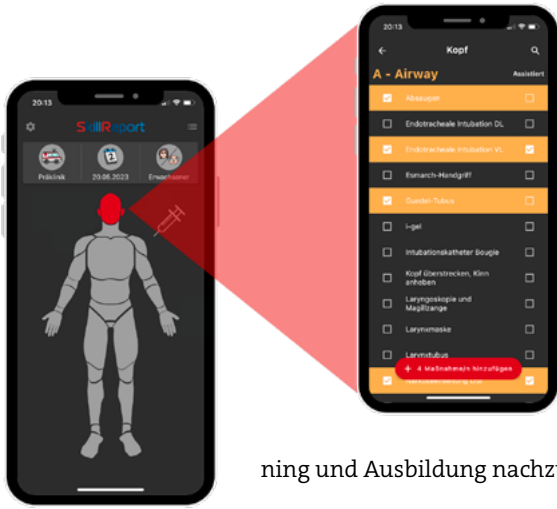 20:13
SkillReport
Präklinik
20.06.2023
Erwachsener
20:13
Kopf
A - Airway
Assistiert
Absaugen
Endotracheale Intubation DL
Endotracheale Intubation VL
Esmarch-Handgriff
Guedel-Tubus
i-gel
Intubationskatheter Bougie
Kopf überstrecken, Kinn
anheben
Laryngoskopie und
Magillzange
Larynxmaske
Larynxtubus
+ 4 Maßnahme/n hinzufügen
ning und Ausbildung